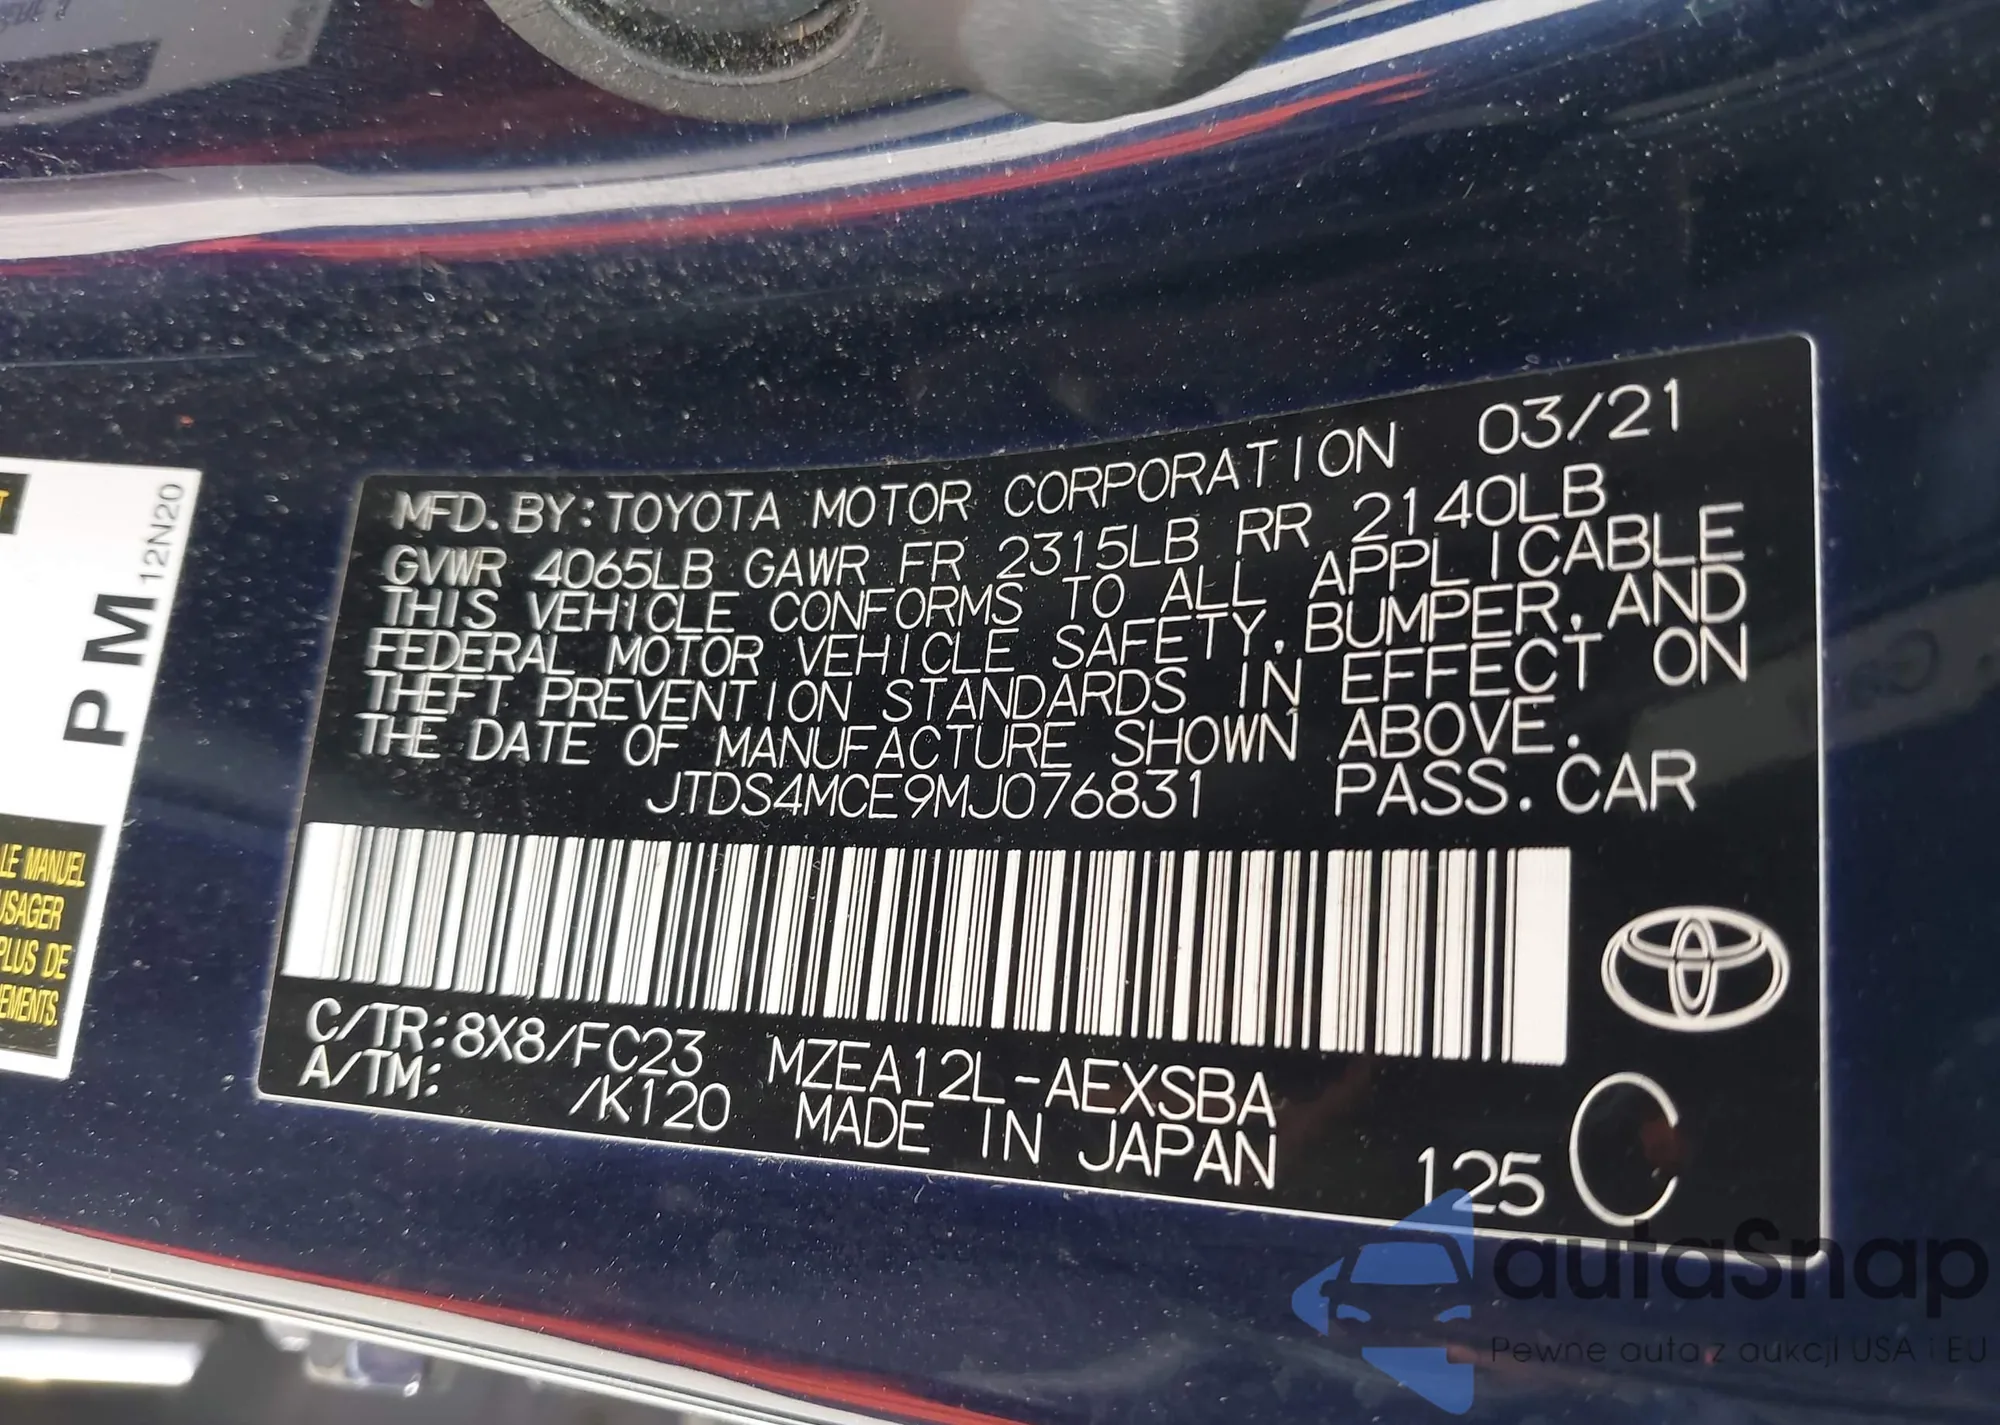 MFD. BY: TOYOTA MOTOR CORPORATION 03/21
GVWR 4065LB GAWR FR 2315LB RR 2140LB
THIS VEHICLE CONFORMS TO ALL APPLICABLE
FEDERAL MOTOR VEHICLE SAFETY, BUMPER, AND
THEFT PREVENTION STANDARDS IN EFFECT ON
THE DATE OF MANUFACTURE SHOWN ABOVE.
JTDS4MCE9MJ076831 PASS. CAR
C/TR: 8X8/FC23 MZEA12L-AEXSBA
A/TM: /K120 MADE IN JAPAN
125 C
PM 12N20
LE MANUEL
USAGER
PLUS DE
autaSnap
Pewne auta z aukcji USA i EU